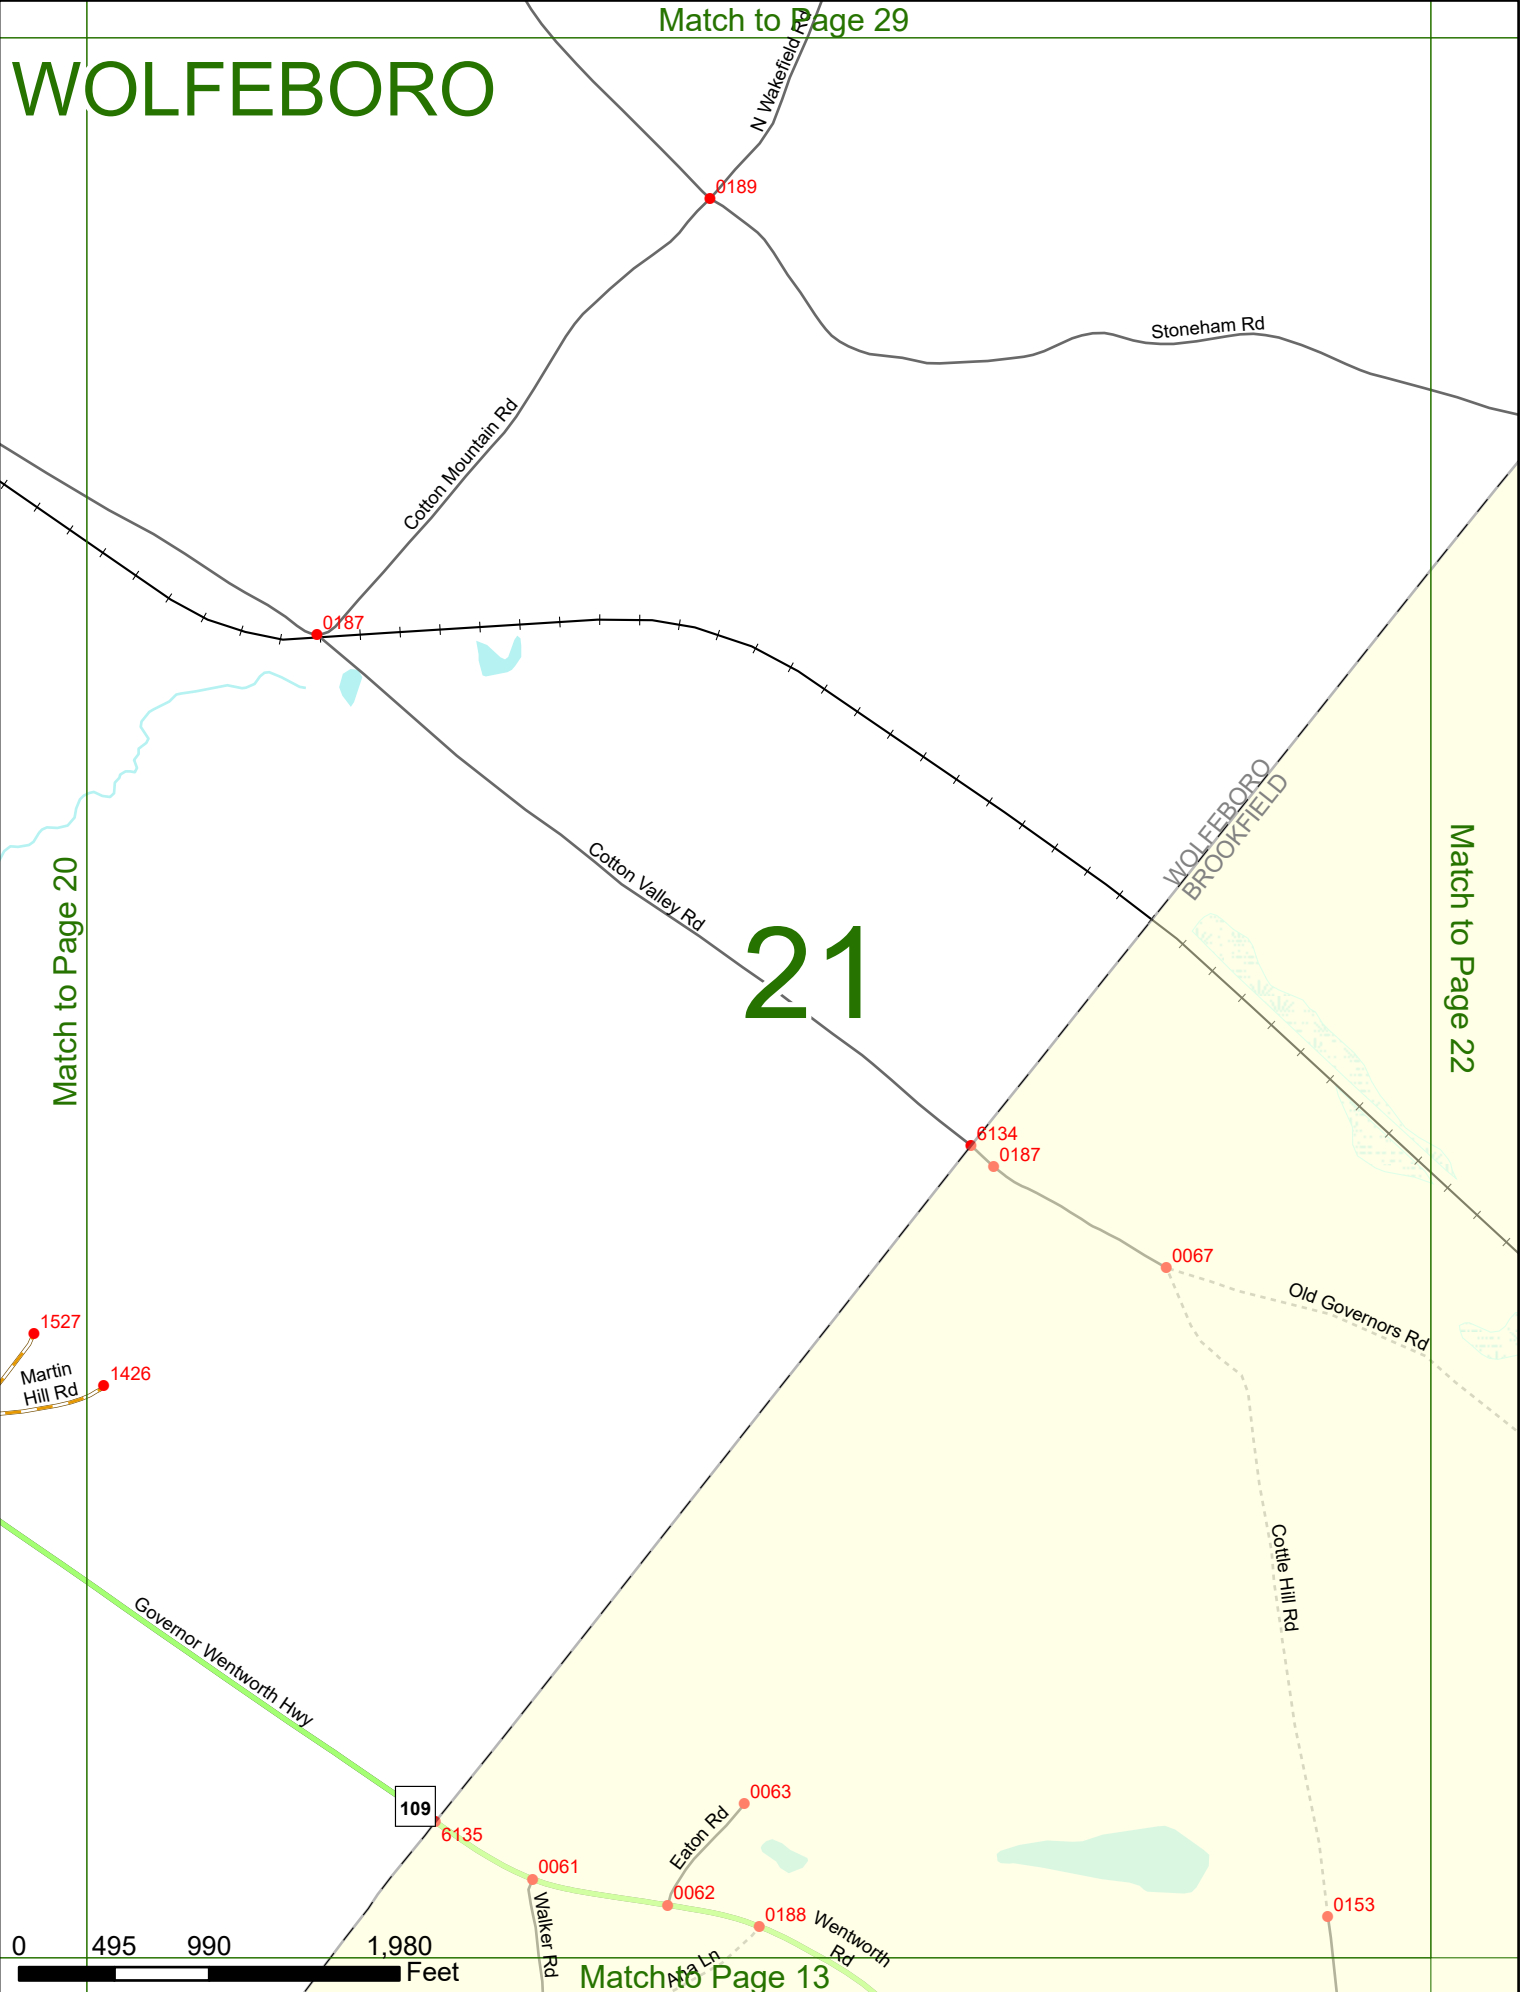 Match to Page 29
WOLFEBORO
N Wakefield Rd
0189
Stoneham Rd
Cotton Mountain Rd
0187
WOLFEBORO
BROOKFIELD
Match to Page 20
Cotton Valley Rd
21
Match to Page 22
6134
0187
0067
Old Governors Rd
1527
Martin
Hill Rd
1426
Cottle Hill Rd
Governor Wentworth Hwy
109
6135
0063
Eaton Rd
0061
0062
0188
Walker Rd
Wentworth
Rd
Ana Ln
0153
0 495 990 1,980
Feet
Match to Page 13